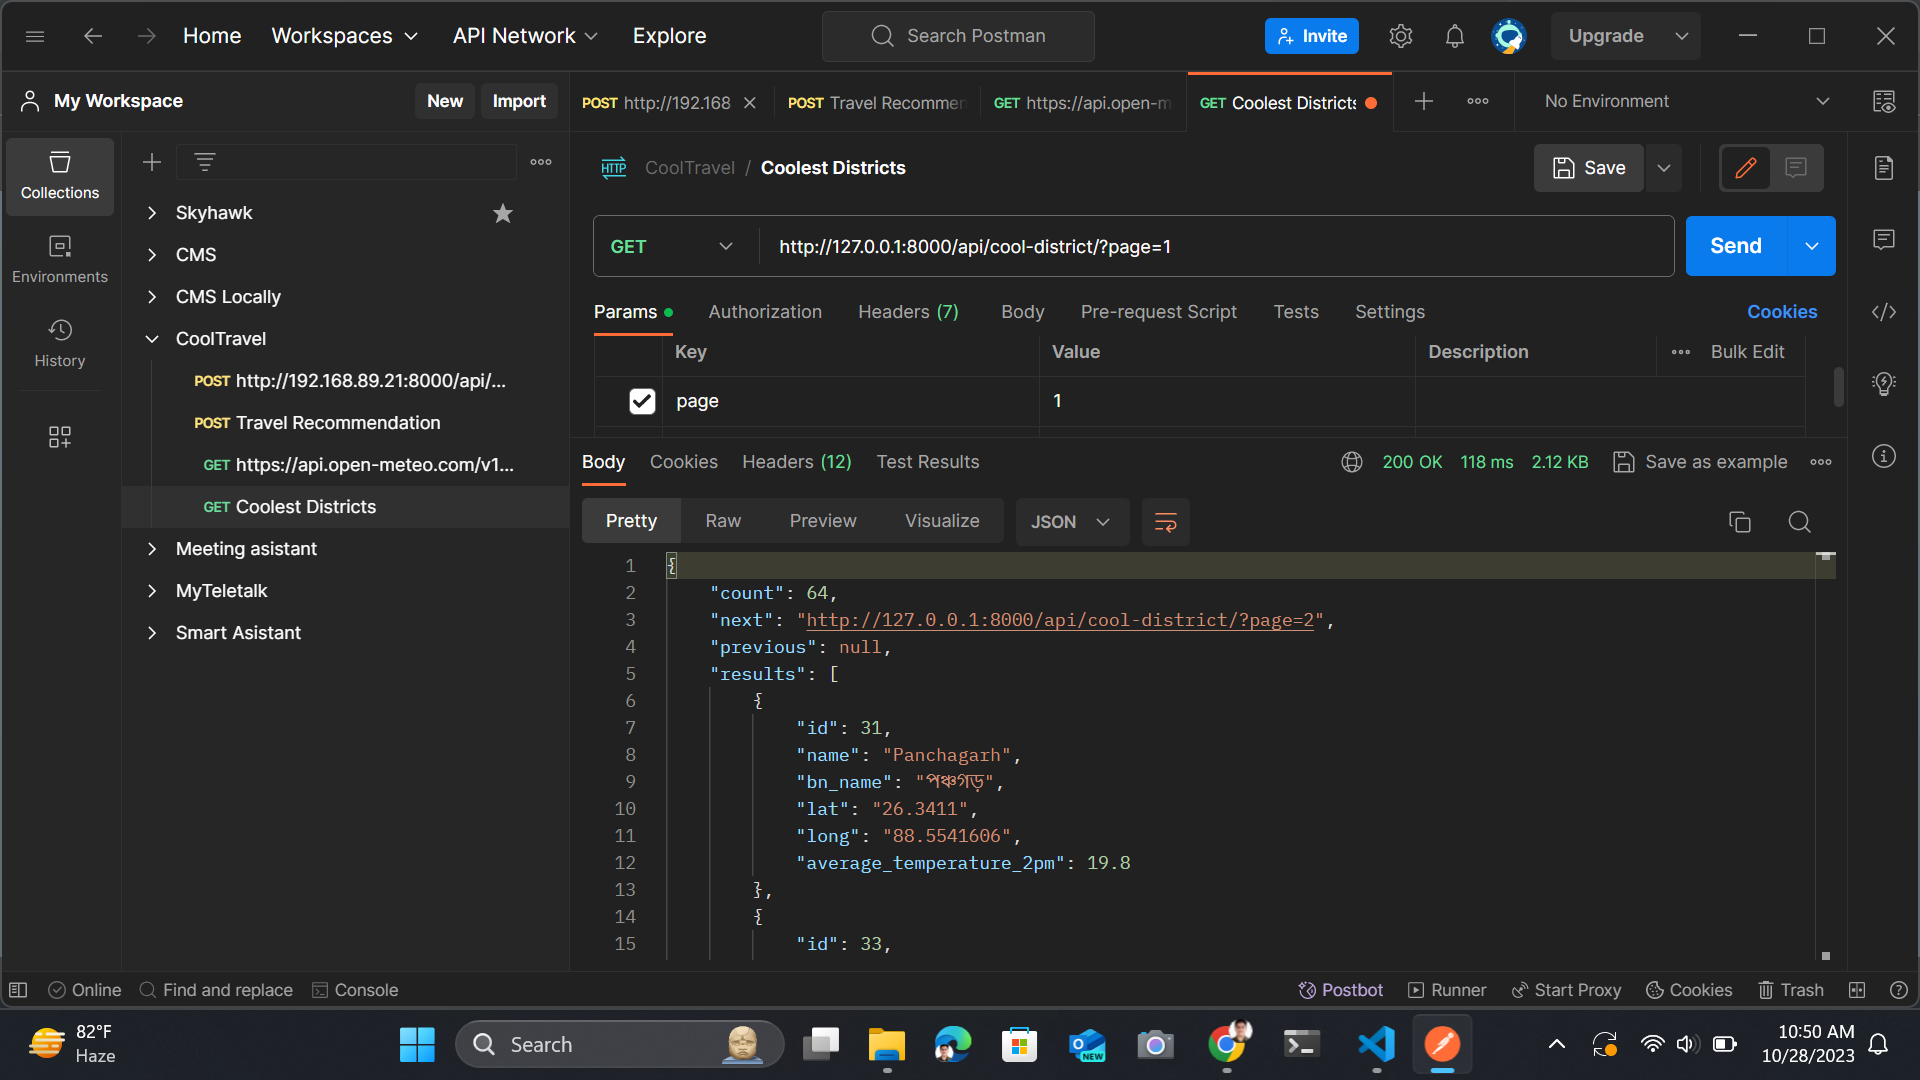 Home Workspaces API Network Explore Search Postman Invite Upgrade
My Workspace New Import POST http://192.168 POST Travel Recommen GET https://api.open-m GET Coolest Districts No Environment
Collections
Environments
History
Skyhawk
CMS
CMS Locally
CoolTravel
POST http://192.168.89.21:8000/api/...
POST Travel Recommendation
GET https://api.open-meteo.com/v1...
GET Coolest Districts
Meeting asistant
MyTeletalk
Smart Asistant
HTTP CoolTravel / Coolest Districts Save
GET http://127.0.0.1:8000/api/cool-district/?page=1 Send
Params Authorization Headers (7) Body Pre-request Script Tests Settings Cookies
Key Value Description Bulk Edit
page 1
Body Cookies Headers (12) Test Results 200 OK 118 ms 2.12 KB Save as example
Pretty Raw Preview Visualize JSON
1 {
2 "count": 64,
3 "next": "http://127.0.0.1:8000/api/cool-district/?page=2",
4 "previous": null,
5 "results": [
6 {
7 "id": 31,
8 "name": "Panchagarh",
9 "bn_name": "পঞ্চগড়",
10 "lat": "26.3411",
11 "long": "88.5541606",
12 "average_temperature_2pm": 19.8
13 },
14 {
15 "id": 33,
Online Find and replace Console Postbot Runner Start Proxy Cookies Trash
82°F
Haze
Search
NEW
10:50 AM
10/28/2023